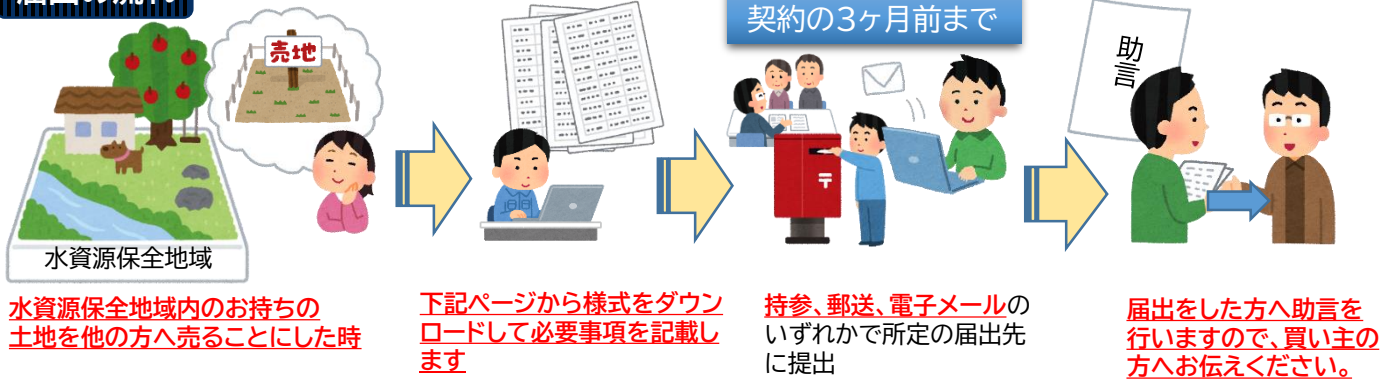 契約の3ヶ月前まで
売地
助言
水資源保全地域
水資源保全地域内のお持ちの
土地を他の方へ売ることにした時
下記ページから様式をダウン
ロードして必要事項を記載し
ます
持参、郵送、電子メールの
いずれかで所定の届出先
に提出
届出をした方へ助言を
行いますので、買い主の
方へお伝えください。